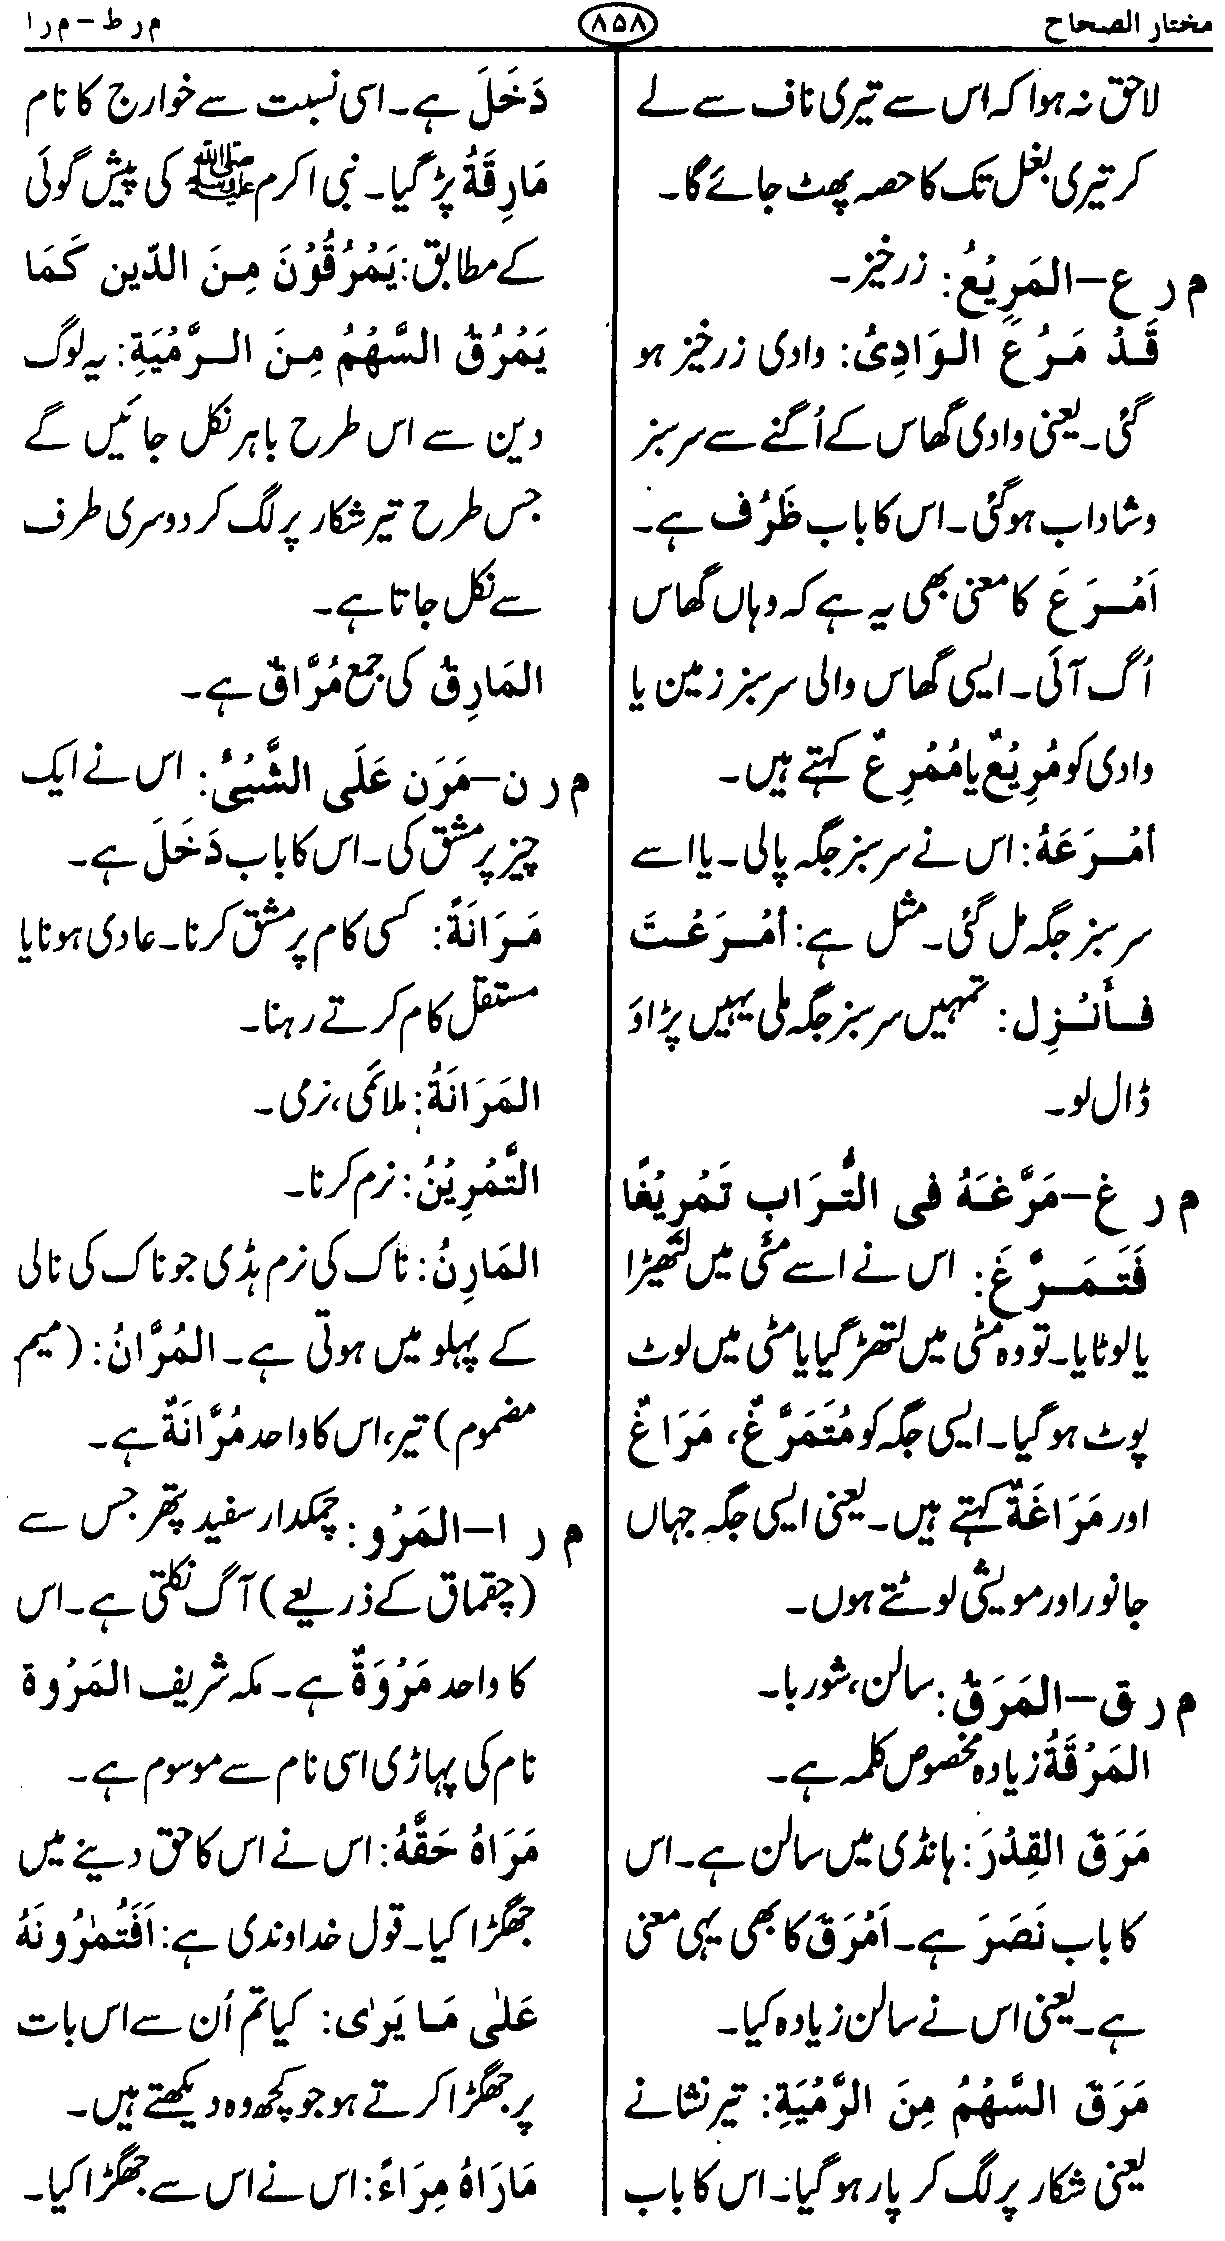 مختار الصحاح
۸۵۸
م ر ط – م ر ا
لاحق نہ ہوا کہ اس سے تیری ناف سے لے
کر تیری بغل تک کا حصہ پھٹ جائے گا۔
م ر ع – المَرِيْعُ: زرخیز۔
قَدْ مَرُعَ الوَادِیْ: وادی زرخیز ہو
گئی۔ یعنی وادی گھاس کے اُگنے سے سرسبز
وشاداب ہوگئی۔ اس کا باب ظَرُف ہے۔
اَمْرَعَ کا معنی بھی یہ ہے کہ وہاں گھاس
اُگ آئی۔ ایسی گھاس والی سرسبز زمین یا
وادی کو مُرِیْعٌ یا مُمْرِعٌ کہتے ہیں۔
أمْرَعَهُ: اس نے سرسبز جگہ پالی۔ یا اسے
سرسبز جگہ مل گئی۔ مثل ہے: أمْرَعْتَ
فأنْزِل: تمہیں سرسبز جگہ ملی یہیں پڑاؤ
ڈال لو۔
م ر غ – مَرَّغَهُ فی التُّرَابِ تَمْرِیْغًا
فَتَمَرَّغَ: اس نے اسے مٹی میں لتھیڑا
یا لوٹایا۔ تو وہ مٹی میں لتھڑ گیا یا مٹی میں لوٹ
پوٹ ہوگیا۔ ایسی جگہ کو مُتَمَرَّغٌ، مَرَاغٌ
اور مَرَاغَةٌ کہتے ہیں۔ یعنی ایسی جگہ جہاں
جانور اور مویشی لوٹتے ہوں۔
م ر ق – المَرَقُ: سالن، شوربا۔
المَرْقَةُ زیادہ مخصوص کلمہ ہے۔
مَرَقَ القِدْرَ: ہانڈی میں سالن ہے۔ اس
کا باب نَصَرَ ہے۔ اَمْرَقَ کا بھی یہی معنی
ہے۔ یعنی اس نے سالن زیادہ کیا۔
مَرَقَ السَّهْمُ مِنَ الرَّمْيَةِ: تیر نشانے
یعنی شکار پر لگ کر پار ہوگیا۔ اس کا باب
دَخَلَ ہے۔ اسی نسبت سے خوارج کا نام
مَارِقَةُ پڑ گیا۔ نبی اکرم ﷺ کی پیش گوئی
کے مطابق: یَمْرُقُوْنَ مِنَ الدّین كَمَا
یَمْرُقُ السَّهْمُ مِنَ الرَّمْيَةِ: یہ لوگ
دین سے اس طرح باہر نکل جائیں گے
جس طرح تیر شکار پر لگ کر دوسری طرف
سے نکل جاتا ہے۔
المَارِقُ کی جمع مُرَّاق ہے۔
م ر ن – مَرَن عَلَی الشَّیْئُ: اس نے ایک
چیز پر مشق کی۔ اس کا باب دَخَلَ ہے۔
مَرَانَةً: کسی کام پر مشق کرنا۔ عادی ہونا یا
مستقل کام کرتے رہنا۔
المَرَانَةُ: ملائمی، نرمی۔
التَّمْرِیْنُ: نرم کرنا۔
المَارِنُ: ناک کی نرم ہڈی جو ناک کی نالی
کے پہلو میں ہوتی ہے۔ المُرَّانُ: (میم
مضموم) تیر، اس کا واحد مُرَّانَةٌ ہے۔
م ر ا – المَرْو: چمکدار سفید پتھر جس سے
(چقماق کے ذریعے) آگ نکلتی ہے۔ اس
کا واحد مَرْوَةٌ ہے۔ مکہ شریف المَرْوة
نام کی پہاڑی اسی نام سے موسوم ہے۔
مَرَاهُ حَقَّهُ: اس نے اس کا حق دینے میں
جھگڑا کیا۔ قول خداوندی ہے: اَفَتُمٰرُونَهُ
عَلٰی مَا یَرٰی: کیا تم اُن سے اس بات
پر جھگڑا کرتے ہو جو کچھ وہ دیکھتے ہیں۔
مَارَاهُ مِرَاءً: اس نے اس سے جھگڑا کیا۔